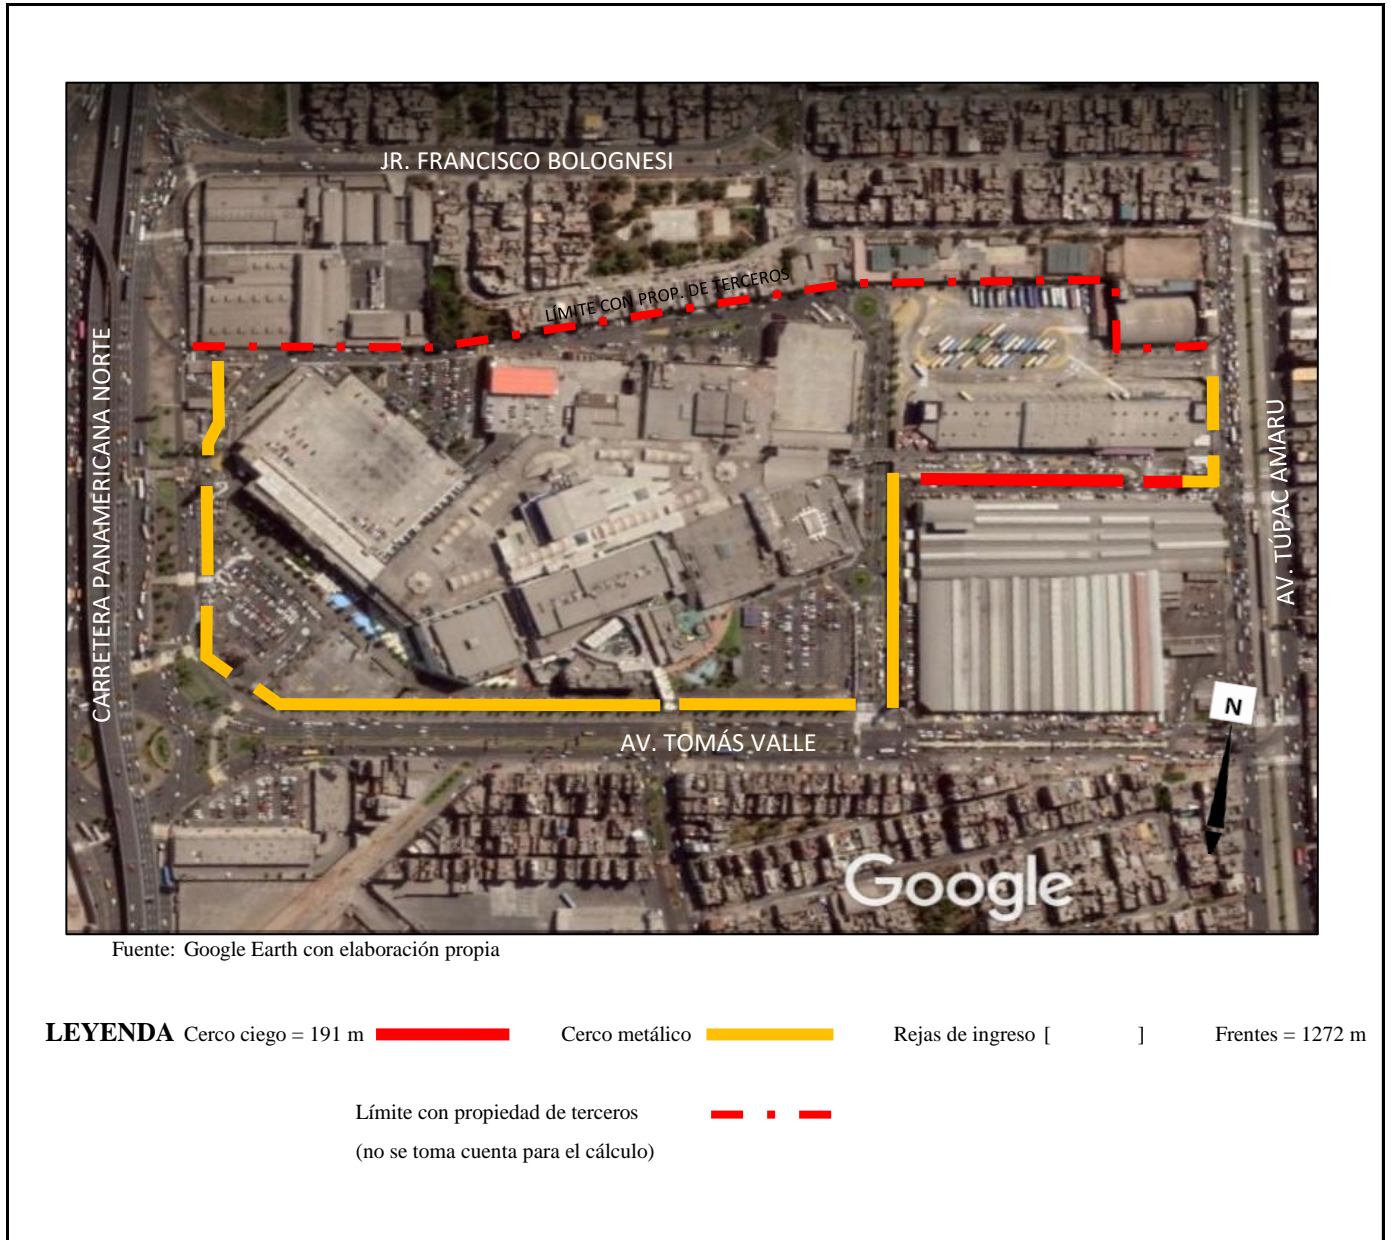 JR. FRANCISCO BOLOGNESI
LÍMITE CON PROP. DE TERCEROS
CARRETERA PANAMERICANA NORTE
AV. TÚPAC AMARU
N
AV. TOMÁS VALLE
Google
Fuente: Google Earth con elaboración propia
LEYENDA Cerco ciego = 191 m Cerco metálico Rejas de ingreso [ ] Frentes = 1272 m
Límite con propiedad de terceros
(no se toma cuenta para el cálculo)